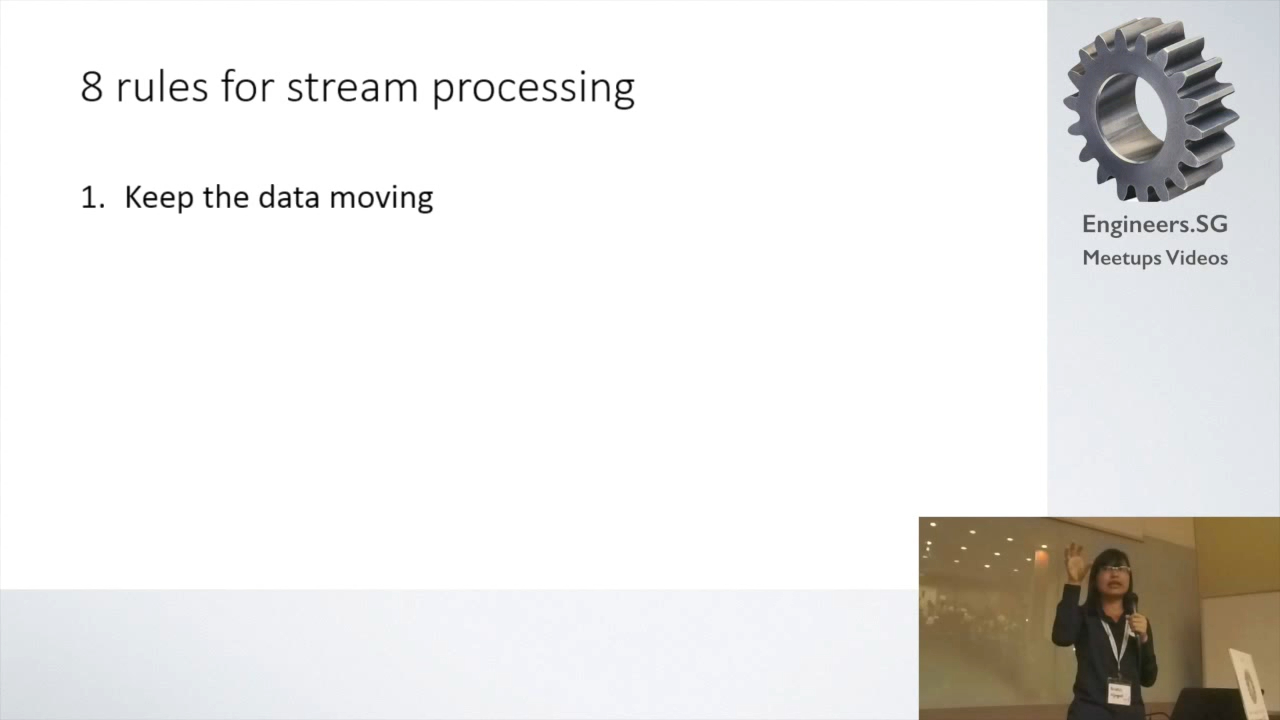 8 rules for stream processing
1. Keep the data moving
Engineers.SG
Meetups Videos